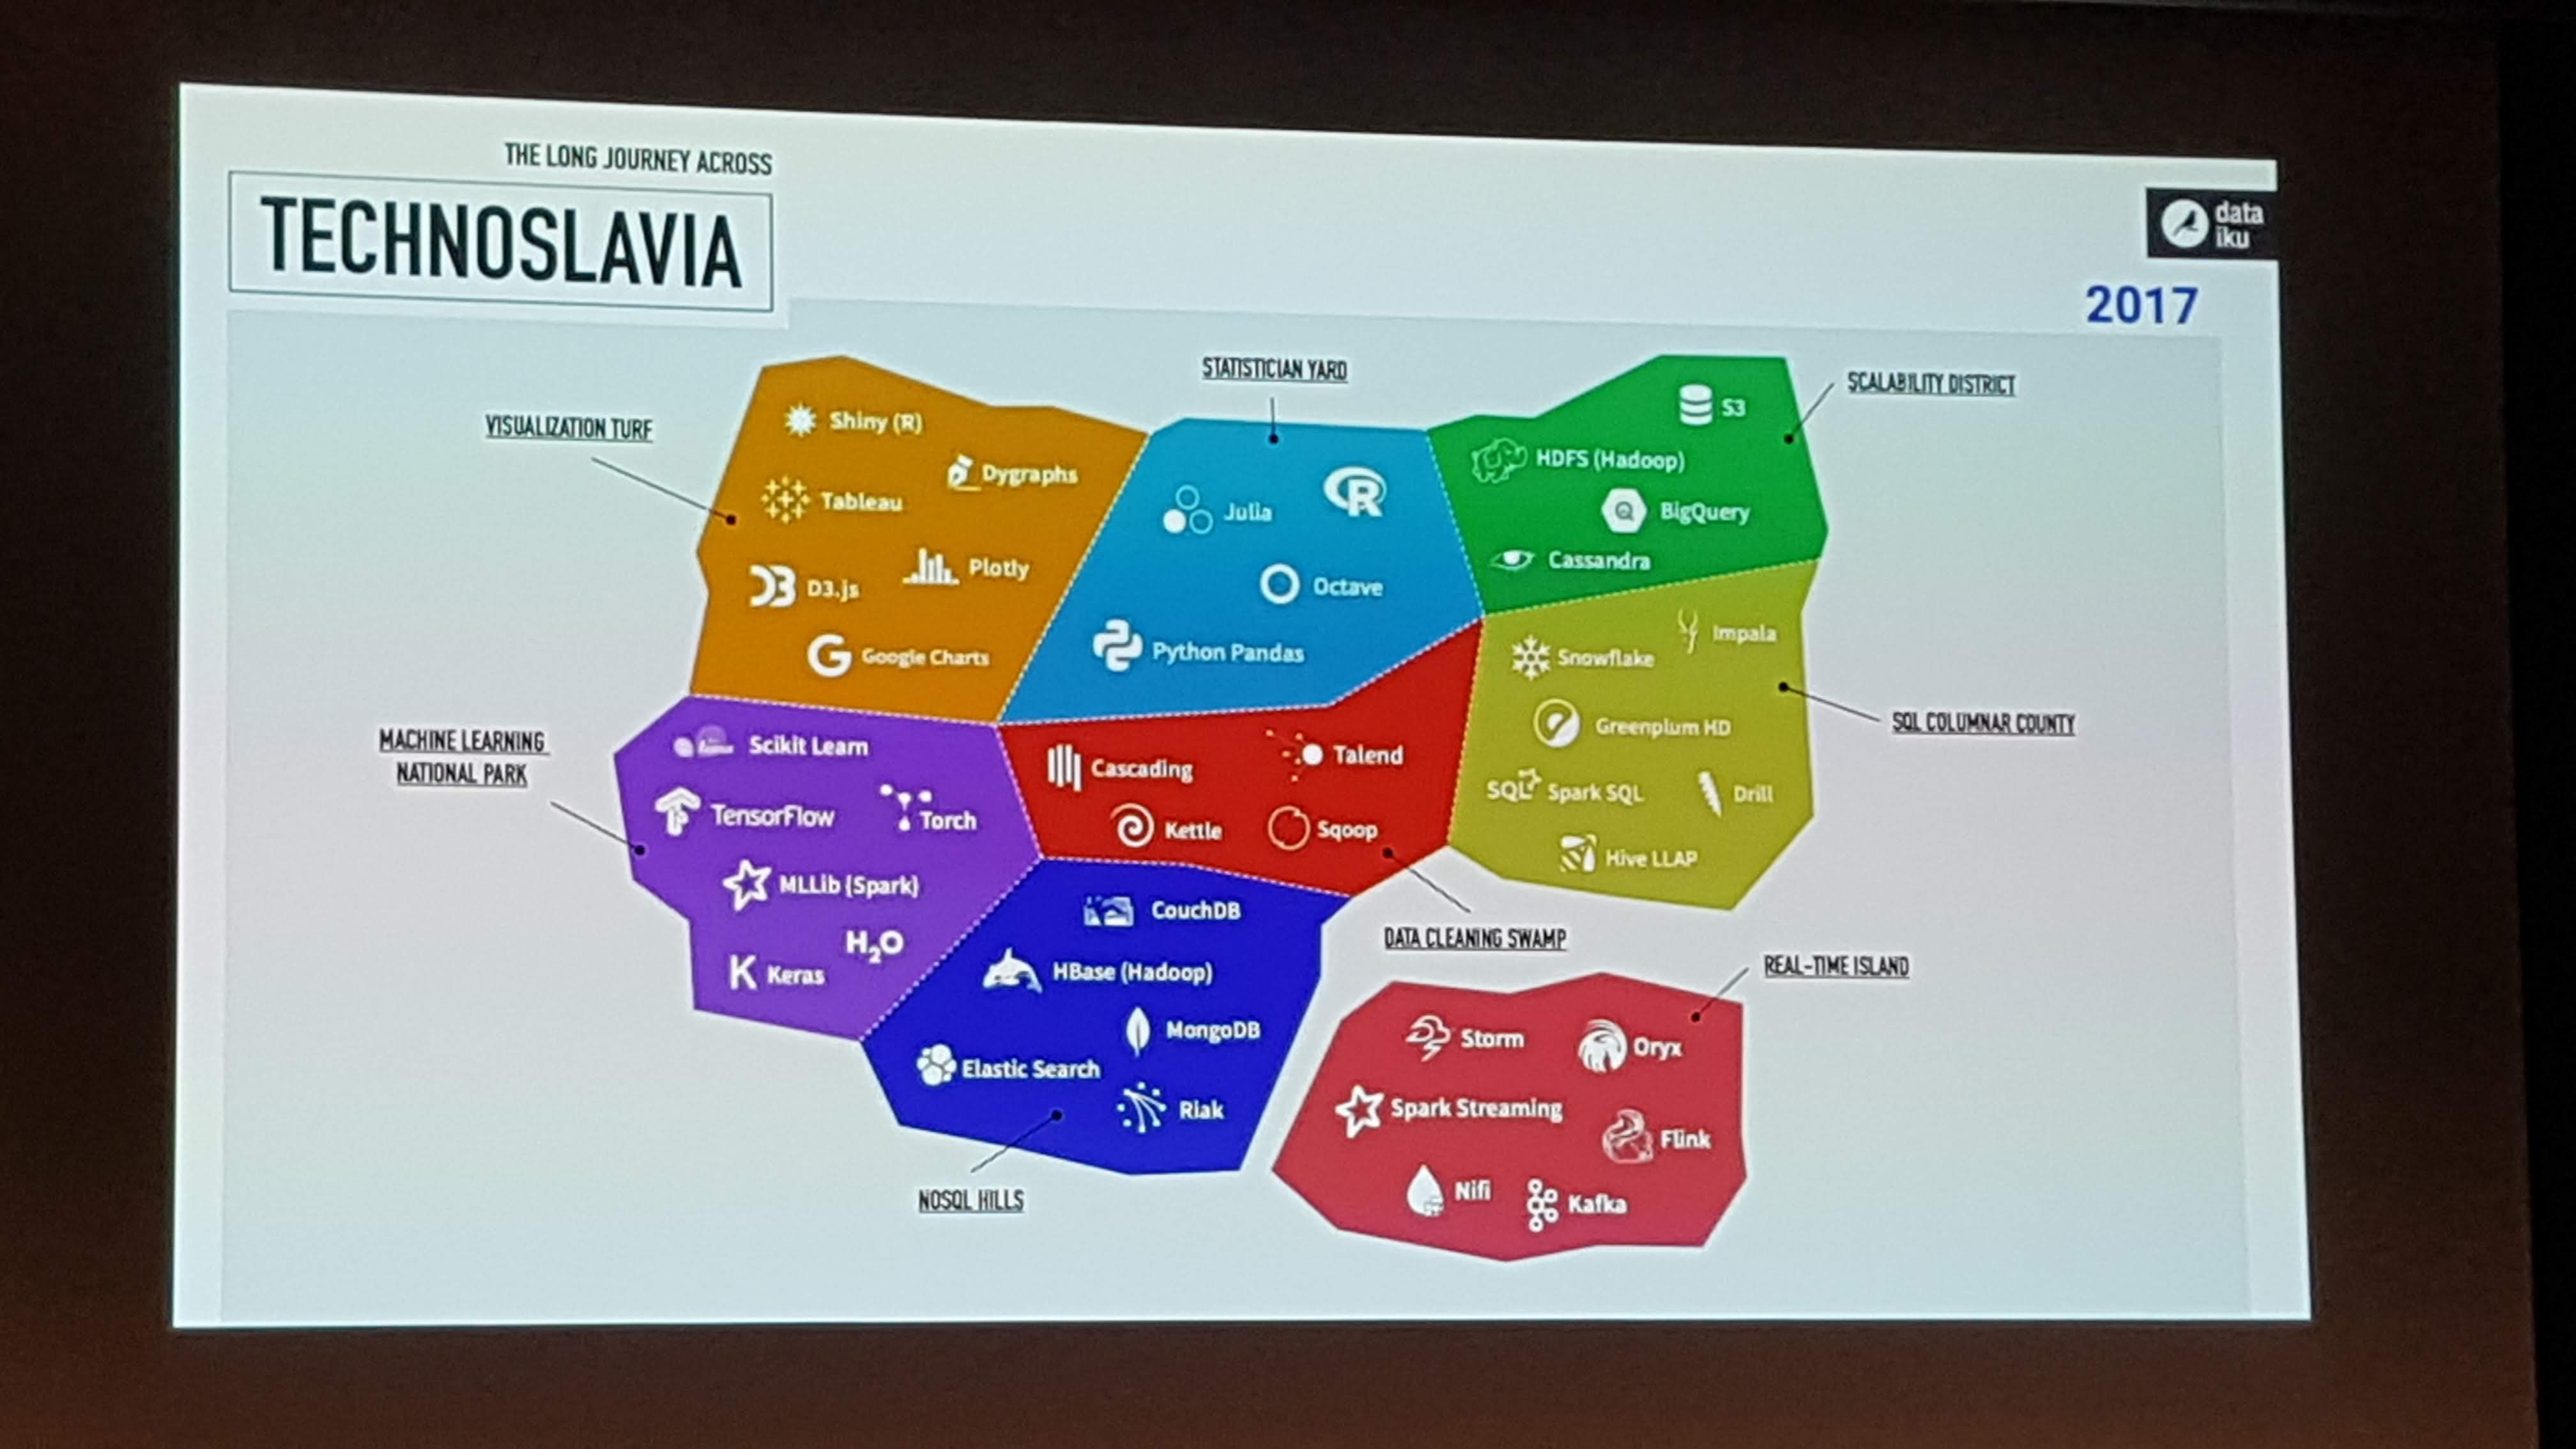 THE LONG JOURNEY ACROSS
TECHNOSLAVIA
data
iku
2017
VISUALIZATION TURF
Shiny (R)
Dygraphs
Tableau
D3 D3.js
Plotly
G Google Charts
STATISTICIAN YARD
Julia
R
Octave
Python Pandas
SCALABILITY DISTRICT
S3
HDFS (Hadoop)
BigQuery
Cassandra
SQL COLUMNAR COUNTY
Impala
Snowflake
Greenplum HD
SQL Spark SQL
Drill
Hive LLAP
MACHINE LEARNING
NATIONAL PARK
Scikit Learn
TensorFlow
Torch
MLLib (Spark)
H2O
K Keras
Cascading
Talend
Kettle
Sqoop
DATA CLEANING SWAMP
CouchDB
HBase (Hadoop)
MongoDB
Elastic Search
Riak
NOSQL HILLS
REAL-TIME ISLAND
Storm
Oryx
Spark Streaming
Flink
Nifi
Kafka